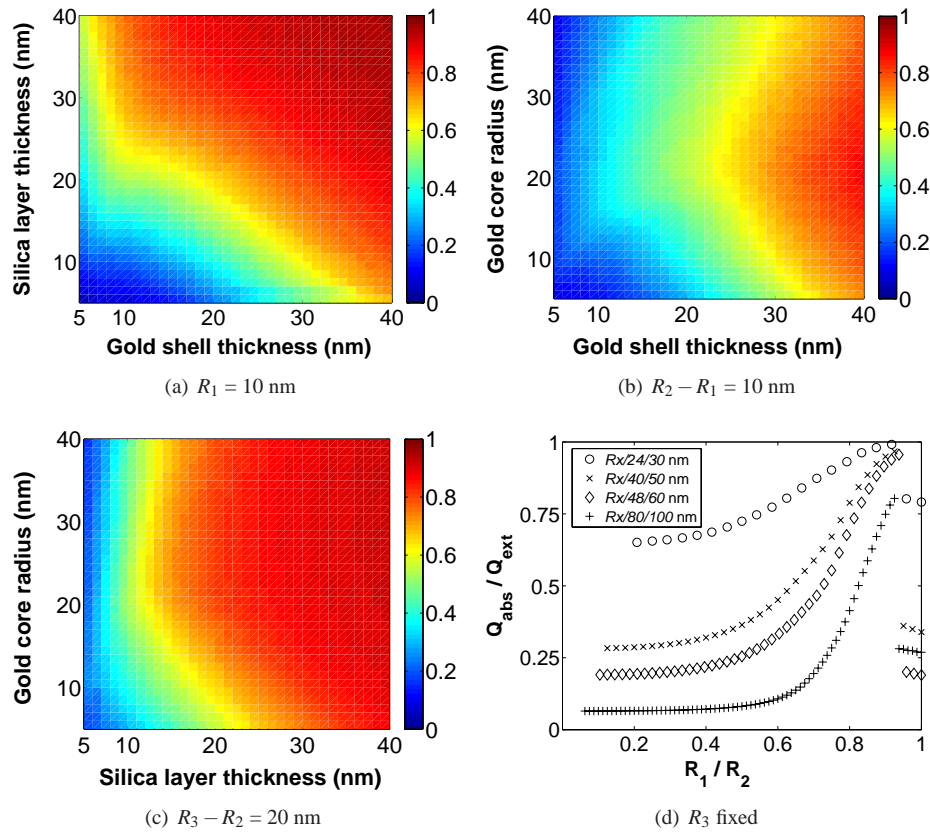 40
30
20
10
Silica layer thickness (nm)
5 10 20 30 40
Gold shell thickness (nm)
1
0.8
0.6
0.4
0.2
0
(a) R1 = 10 nm
40
30
20
10
Gold core radius (nm)
5 10 20 30 40
Gold shell thickness (nm)
1
0.8
0.6
0.4
0.2
0
(b) R2 − R1 = 10 nm
40
30
20
10
Gold core radius (nm)
5 10 20 30 40
Silica layer thickness (nm)
1
0.8
0.6
0.4
0.2
0
(c) R3 − R2 = 20 nm
1
0.75
0.5
0.25
0
Qabs / Qext
Rx/24/30 nm
Rx/40/50 nm
Rx/48/60 nm
Rx/80/100 nm
0.2 0.4 0.6 0.8 1
R1 / R2
(d) R3 fixed